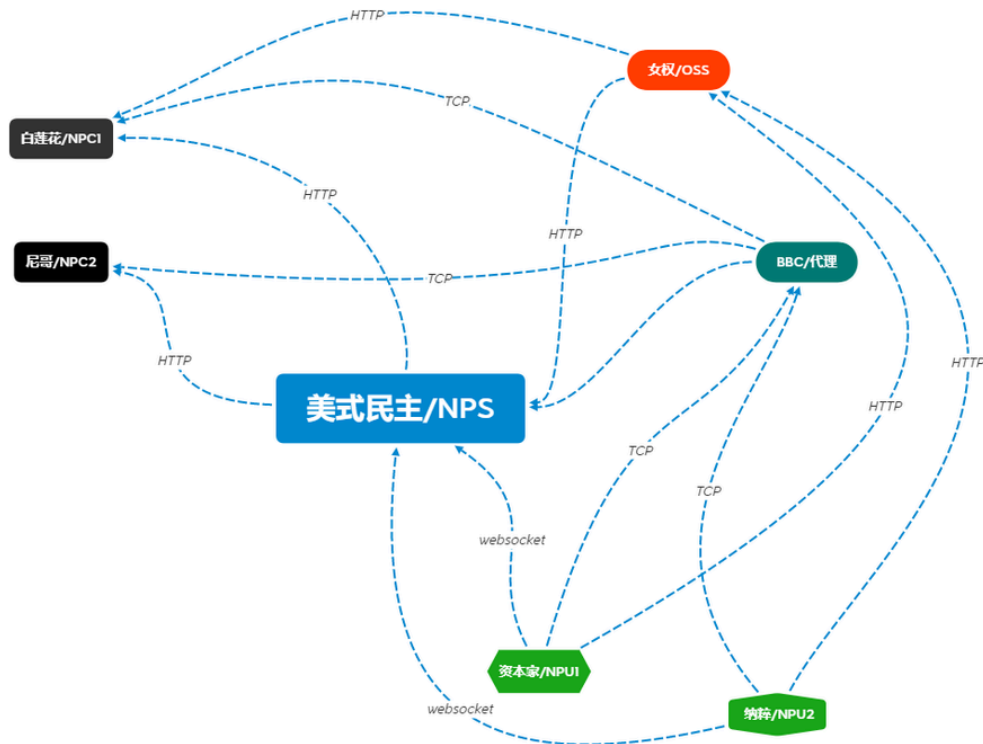 HTTP
女权/OSS
TCP
白莲花/NPC1
HTTP
HTTP
尼哥/NPC2
BBC/代理
TCP
HTTP
HTTP
美式民主/NPS
HTTP
TCP
TCP
websocket
资本家/NPU1
websocket
纳粹/NPU2